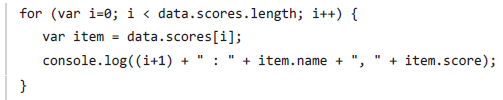 for (var i=0; i < data.scores.length; i++) {
   var item = data.scores[i];
   console.log((i+1) + " : " + item.name + ", " + item.score);
}